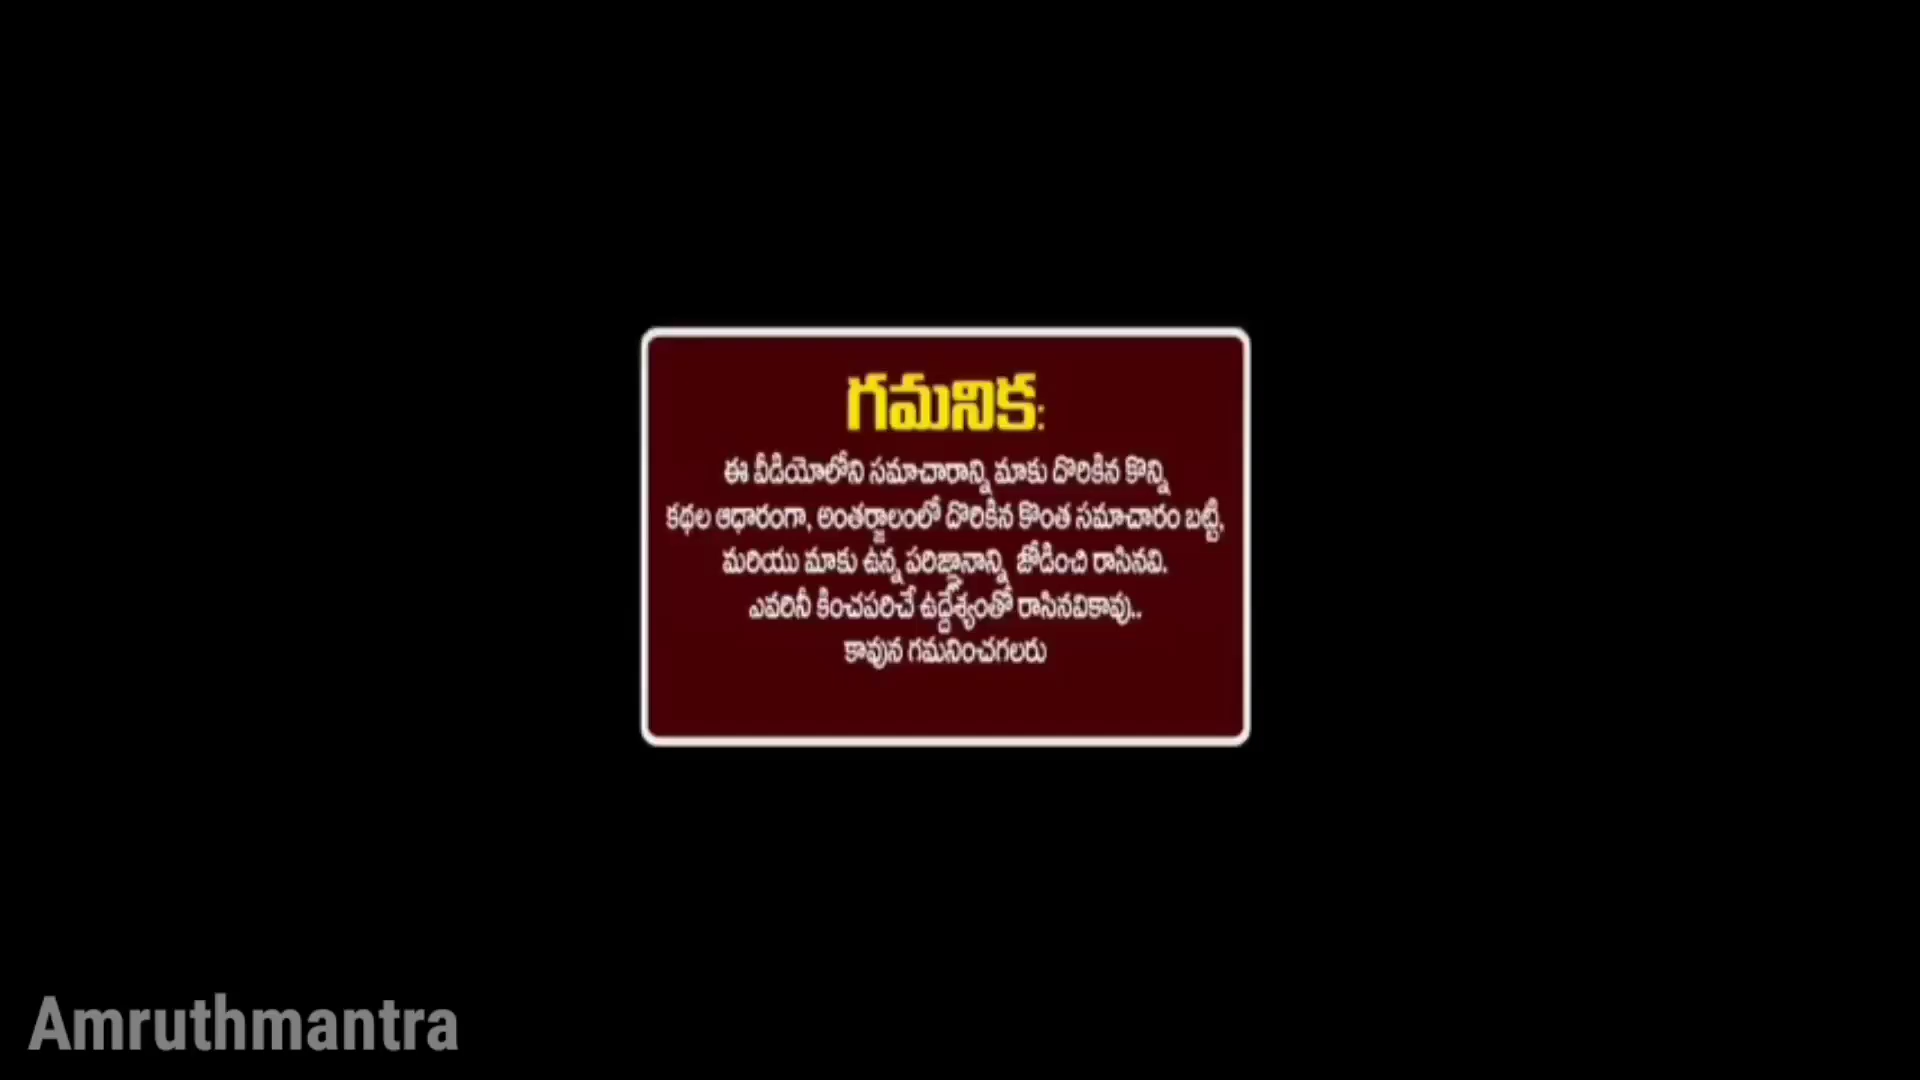 గమనిక:
ఈ వీడియోలోని సమాచారాన్ని మాకు దొరికిన కొన్ని
కథల ఆధారంగా, అంతర్జాలంలో దొరికిన కొంత సమాచారం బట్టి,
మరియు మాకు ఉన్న పరిజ్ఞానాన్ని జోడించి రాసినవి.
ఎవరినీ కించపరిచే ఉద్దేశ్యంతో రాసినవికావు..
కావున గమనించగలరు
Amruthmantra